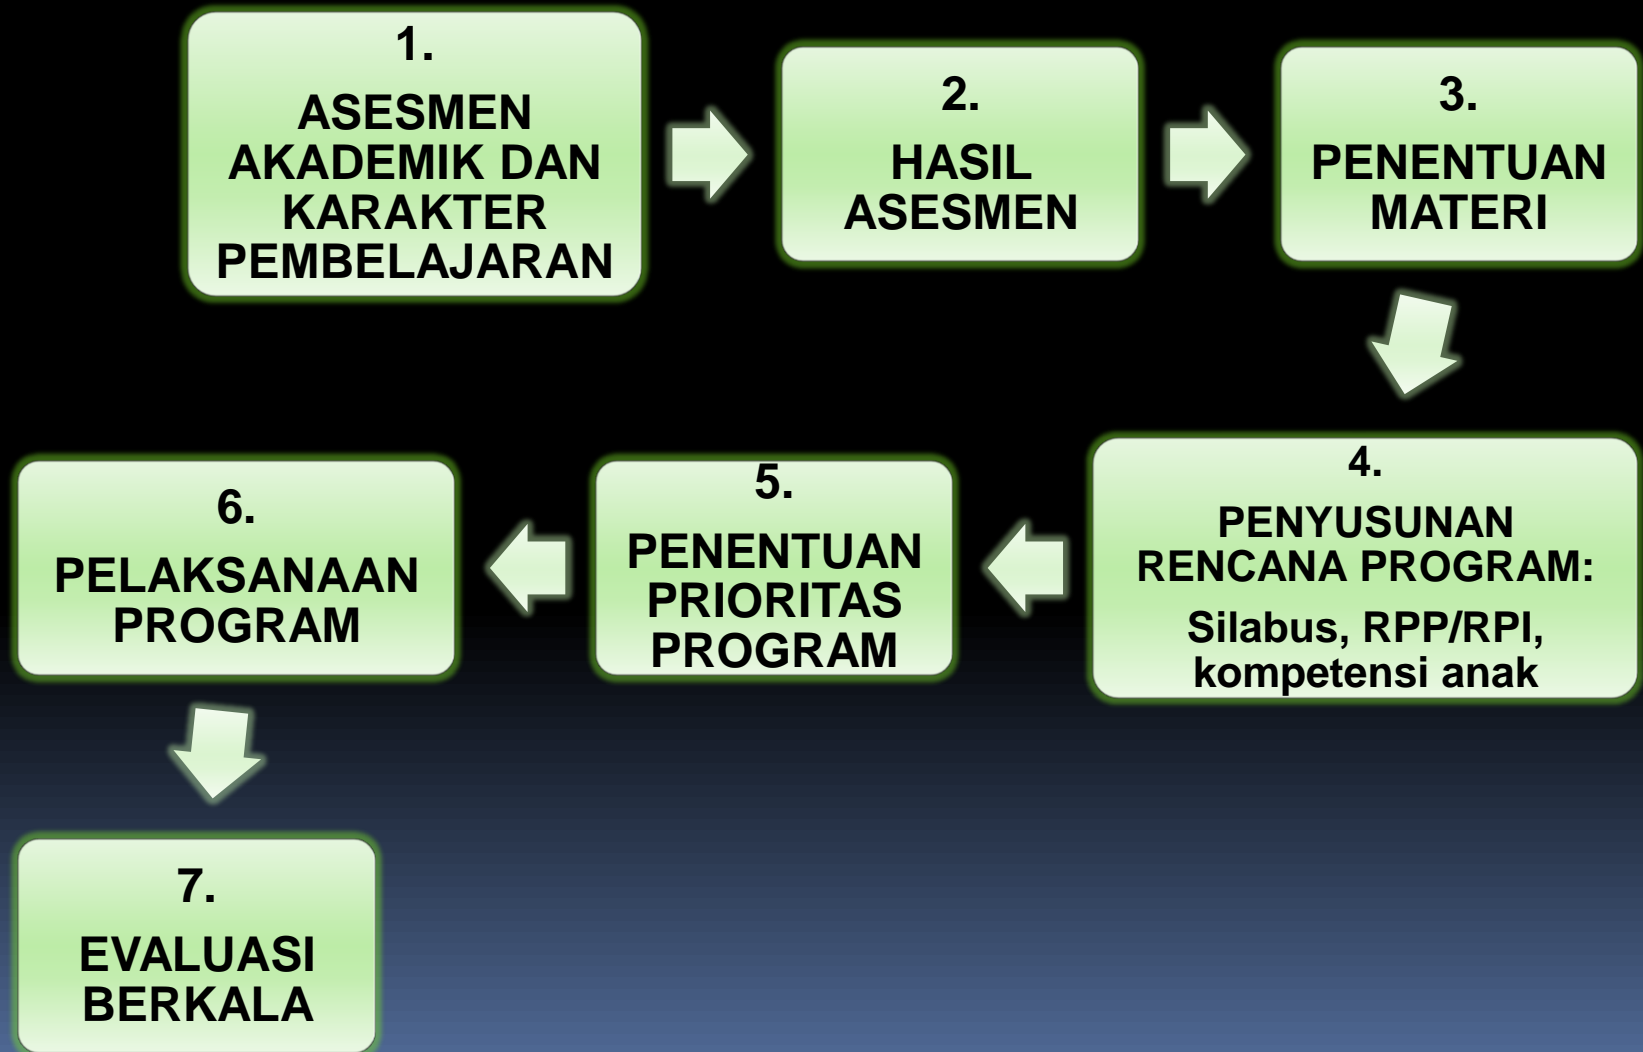 1.
ASESMEN
AKADEMIK DAN
KARAKTER
PEMBELAJARAN
2.
HASIL
ASESMEN
3.
PENENTUAN
MATERI
4.
PENYUSUNAN
RENCANA PROGRAM:
Silabus, RPP/RPI,
kompetensi anak
5.
PENENTUAN
PRIORITAS
PROGRAM
6.
PELAKSANAAN
PROGRAM
7.
EVALUASI
BERKALA